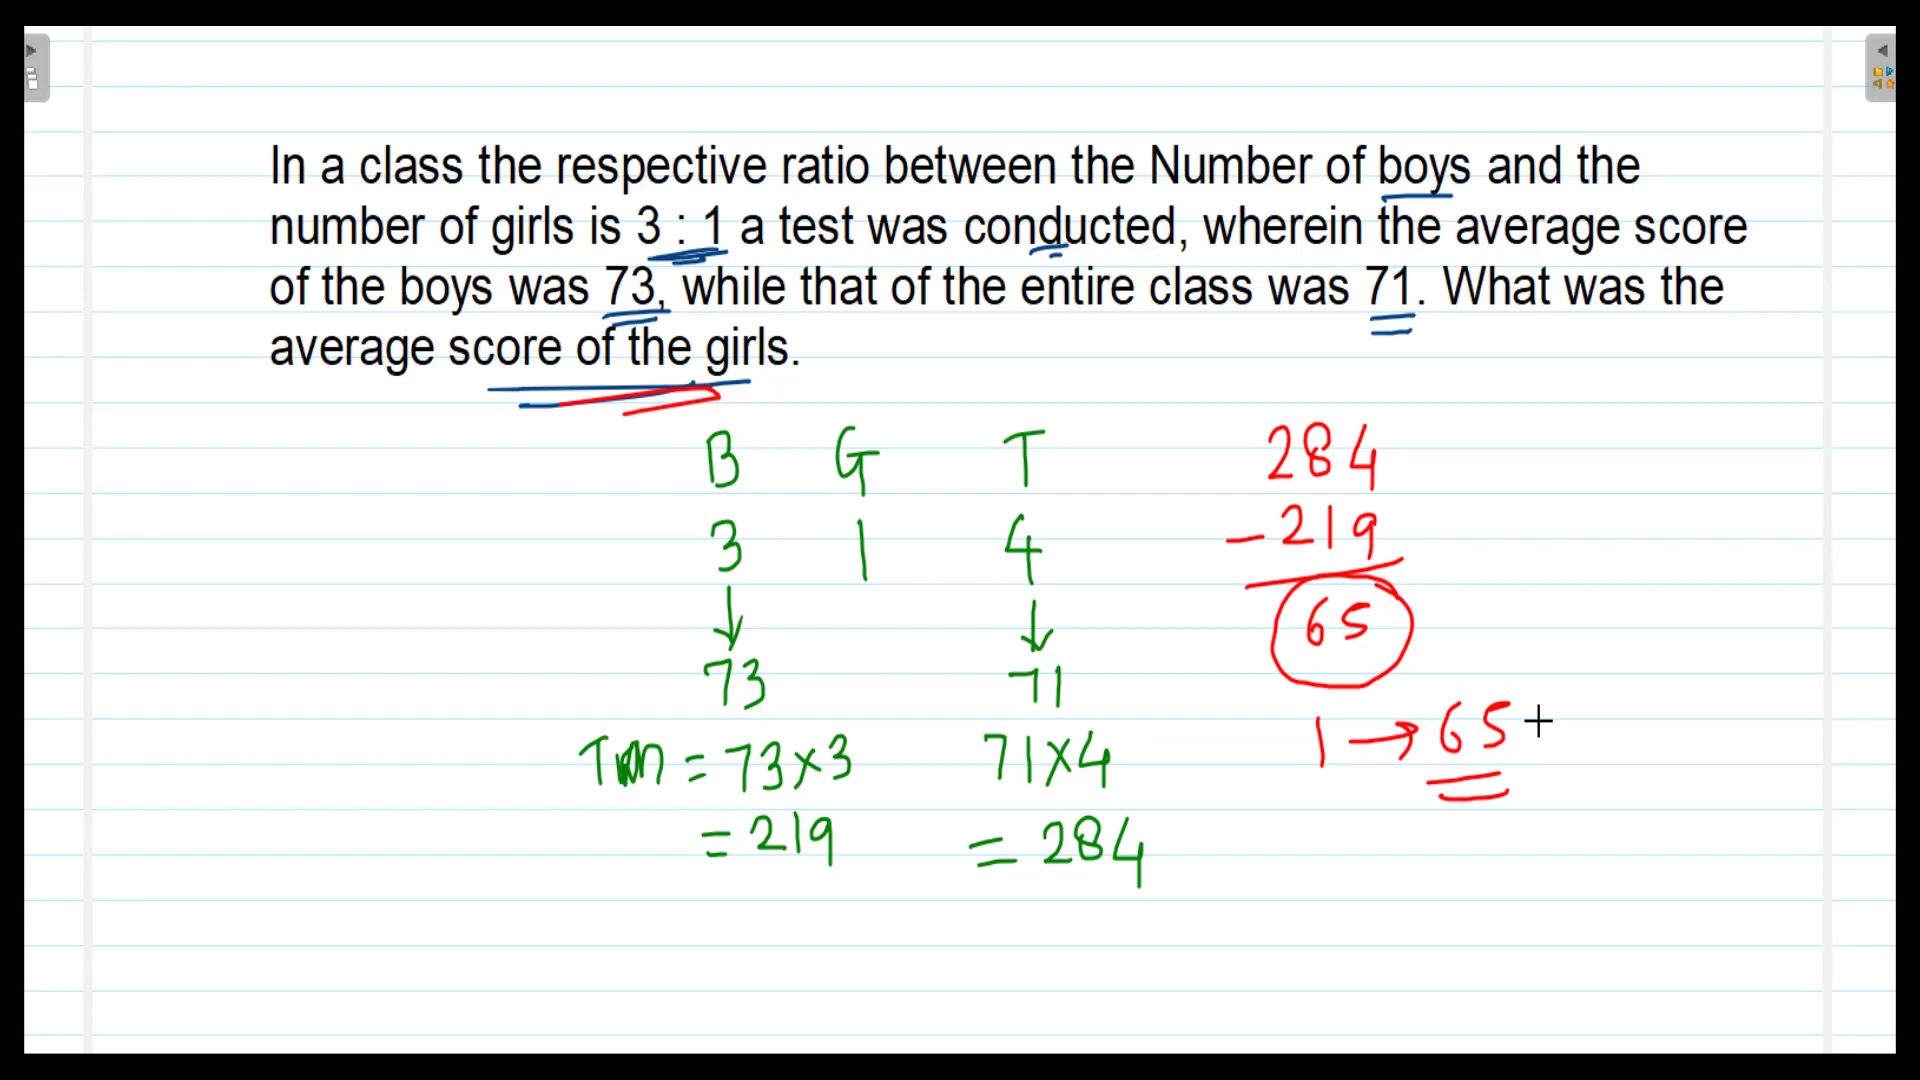 In a class the respective ratio between the Number of boys and the
number of girls is 3 : 1 a test was conducted, wherein the average score
of the boys was 73, while that of the entire class was 71. What was the
average score of the girls.
B G T
3 1 4
↓ ↓
73 71
= 73×3 71×4
= 219 = 284
284
- 219
65
1 → 65